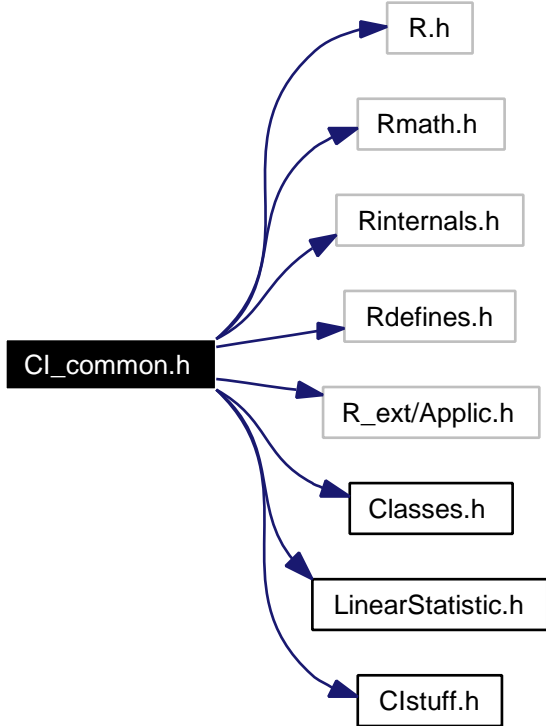 R.h
Rmath.h
Rinternals.h
Rdefines.h
CI_common.h
R_ext/Applic.h
Classes.h
LinearStatistic.h
CIstuff.h